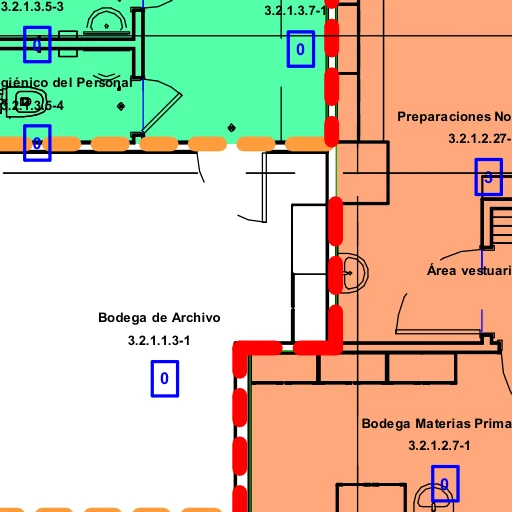 3.2.1.3.5-3
3.2.1.3.7-1
0
0
giénico del Personal
3.2.1.3.5-4
0
Preparaciones No
3.2.1.2.27-
3
Área vestuari
Bodega de Archivo
3.2.1.1.3-1
0
Bodega Materias Prima
3.2.1.2.7-1
0